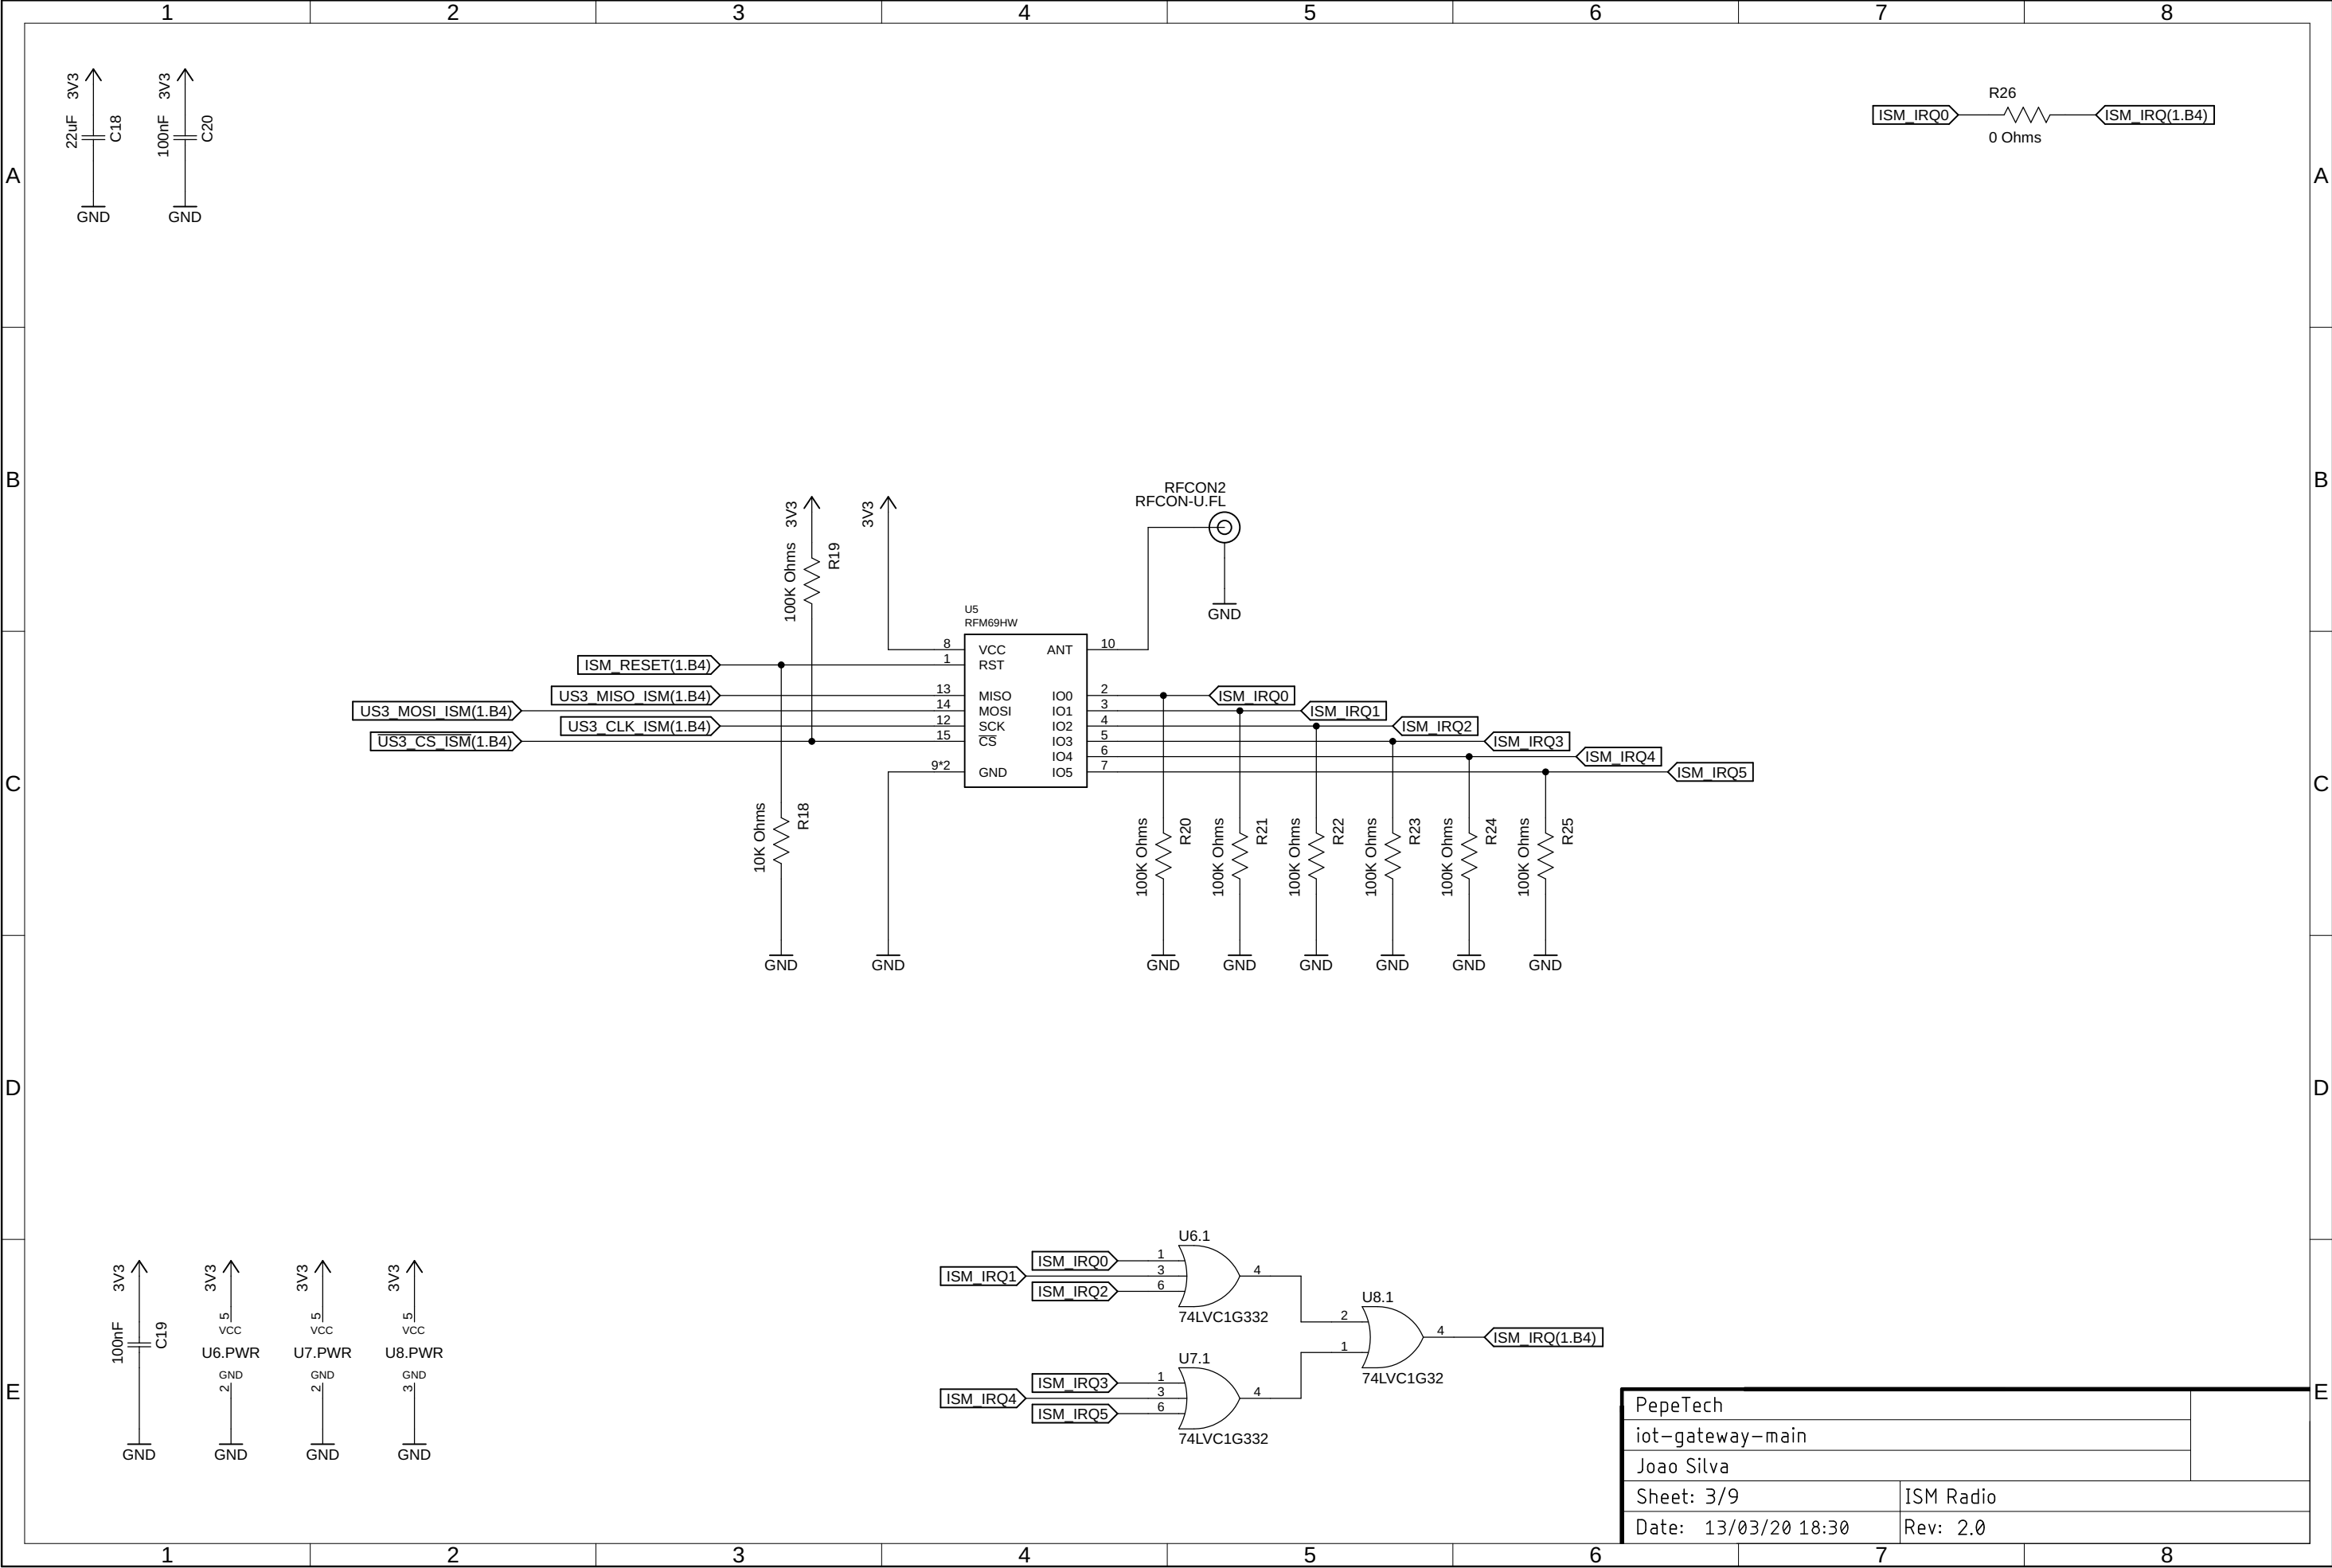 1 2 3 4 5 6 7 8
A A
B B
C C
D D
E E
3V3
22uF
C18
GND
3V3
100nF
C20
GND
R26
ISM_IRQ0
ISM_IRQ(1.B4)
0 Ohms
3V3
100K Ohms
R19
3V3
RFCON2
RFCON-U.FL
GND
U5
RFM69HW
8 VCC
1 RST
13 MISO
14 MOSI
12 SCK
15 CS
9*2 GND
ANT 10
IO0 2
IO1 3
IO2 4
IO3 5
IO4 6
IO5 7
ISM_RESET(1.B4)
US3_MISO_ISM(1.B4)
US3_MOSI_ISM(1.B4)
US3_CLK_ISM(1.B4)
US3_CS_ISM(1.B4)
ISM_IRQ0
ISM_IRQ1
ISM_IRQ2
ISM_IRQ3
ISM_IRQ4
ISM_IRQ5
10K Ohms
R18
GND
GND
100K Ohms
R20
GND
100K Ohms
R21
GND
100K Ohms
R22
GND
100K Ohms
R23
GND
100K Ohms
R24
GND
100K Ohms
R25
GND
3V3
100nF
C19
GND
3V3
5
VCC
U6.PWR
GND
2
GND
3V3
5
VCC
U7.PWR
GND
2
GND
3V3
5
VCC
U8.PWR
GND
3
GND
U6.1
ISM_IRQ0 1
ISM_IRQ1 3
ISM_IRQ2 6
4
74LVC1G332
U7.1
ISM_IRQ3 1
ISM_IRQ4 3
ISM_IRQ5 6
4
74LVC1G332
U8.1
2
1
4
ISM_IRQ(1.B4)
74LVC1G32
PepeTech
iot-gateway-main
Joao Silva
Sheet: 3/9
ISM Radio
Date: 13/03/20 18:30
Rev: 2.0
1 2 3 4 5 6 7 8